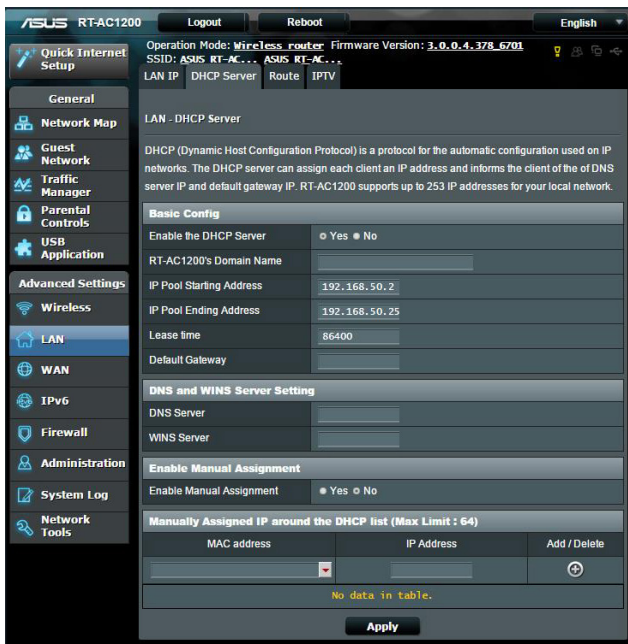 ASUS RT-AC1200 Logout Reboot English
Quick Internet Setup
Operation Mode: Wireless router Firmware Version: 3.0.0.4.378_6701
SSID: ASUS RT-AC... ASUS RT-AC...
LAN IP DHCP Server Route IPTV
General
Network Map
Guest Network
Traffic Manager
Parental Controls
USB Application
Advanced Settings
Wireless
LAN
WAN
IPv6
Firewall
Administration
System Log
Network Tools
LAN - DHCP Server
DHCP (Dynamic Host Configuration Protocol) is a protocol for the automatic configuration used on IP
networks. The DHCP server can assign each client an IP address and informs the client of the of DNS
server IP and default gateway IP. RT-AC1200 supports up to 253 IP addresses for your local network.
Basic Config
Enable the DHCP Server Yes No
RT-AC1200's Domain Name
IP Pool Starting Address 192.168.50.2
IP Pool Ending Address 192.168.50.25
Lease time 86400
Default Gateway
DNS and WINS Server Setting
DNS Server
WINS Server
Enable Manual Assignment
Enable Manual Assignment Yes No
Manually Assigned IP around the DHCP list (Max Limit : 64)
MAC address IP Address Add / Delete
No data in table.
Apply